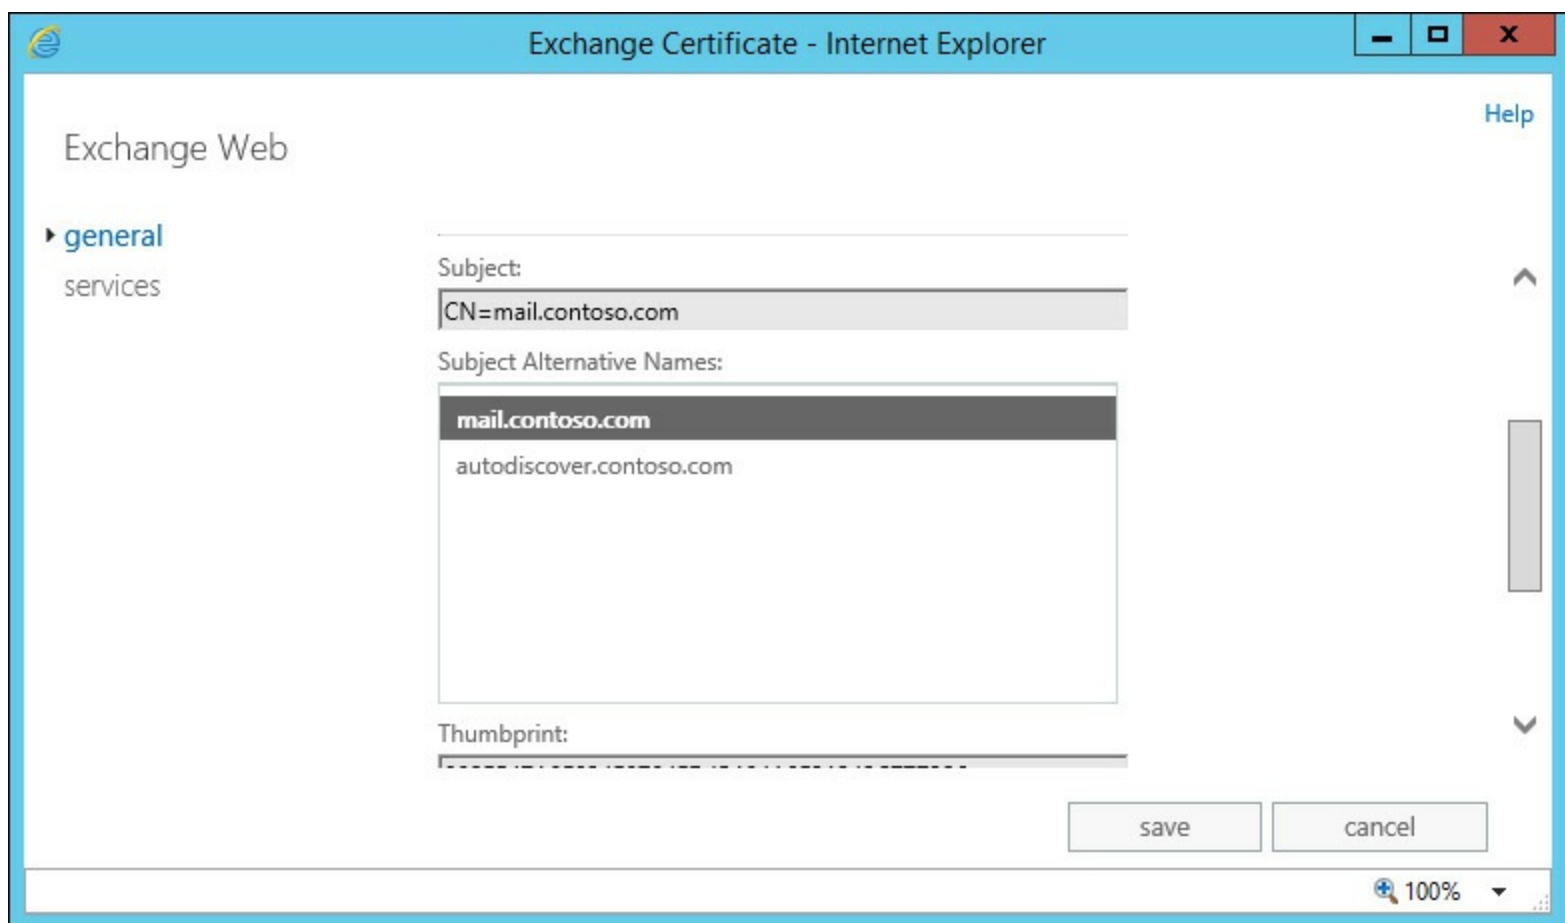 Exchange Certificate - Internet Explorer
Help
Exchange Web
general
services
Subject:
CN=mail.contoso.com
Subject Alternative Names:
mail.contoso.com
autodiscover.contoso.com
Thumbprint:
save
cancel
100%